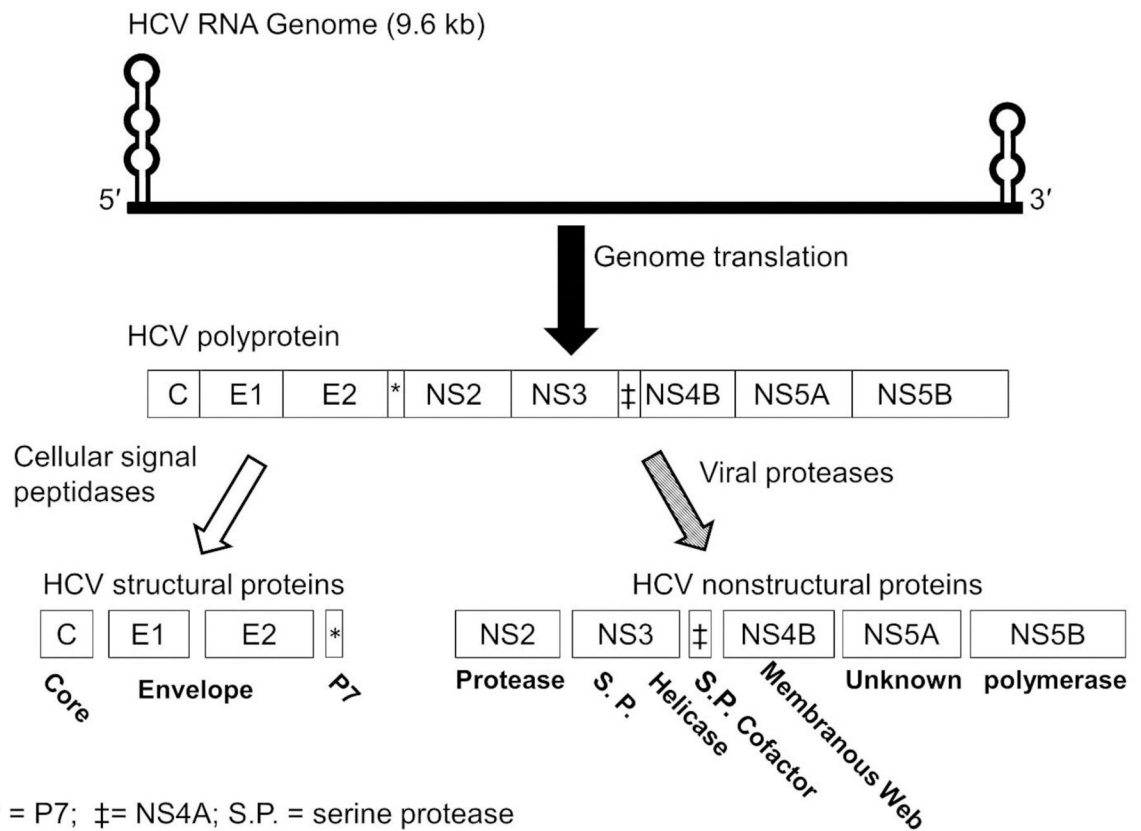 HCV RNA Genome (9.6 kb)
5′ 3′
Genome translation
HCV polyprotein
C E1 E2 * NS2 NS3 ‡ NS4B NS5A NS5B
Cellular signal
peptidases
Viral proteases
HCV structural proteins
C E1 E2 *
Core Envelope P7
HCV nonstructural proteins
NS2 NS3 ‡ NS4B NS5A NS5B
Protease S. P. Helicase S.P. Cofactor Membranous Web Unknown polymerase
= P7; ‡= NS4A; S.P. = serine protease